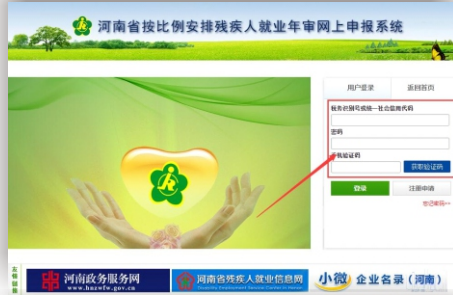 河南省按比例安排残疾人就业年审网上申报系统
用户登录 返回首页
税务识别号或统一社会信用代码
密码
手机验证码
获取验证码
登录 注册申请
忘记密码>>
河南政务服务网
www.hnzwfw.gov.cn
河南省残疾人就业信息网
小微 企业名录（河南）